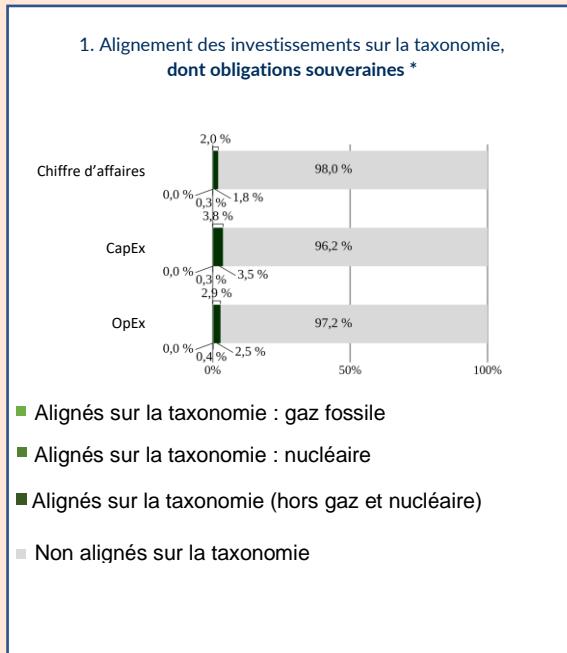 1. Alignement des investissements sur la taxonomie,
dont obligations souveraines *
2,0 %
Chiffre d’affaires
98,0 %
0,0 %
0,3 %
1,8 %
3,8 %
CapEx
96,2 %
0,0 %
0,3 %
3,5 %
2,9 %
OpEx
97,2 %
0,0 %
0,4 %
2,5 %
0%
50%
100%
Alignés sur la taxonomie : gaz fossile
Alignés sur la taxonomie : nucléaire
Alignés sur la taxonomie (hors gaz et nucléaire)
Non alignés sur la taxonomie